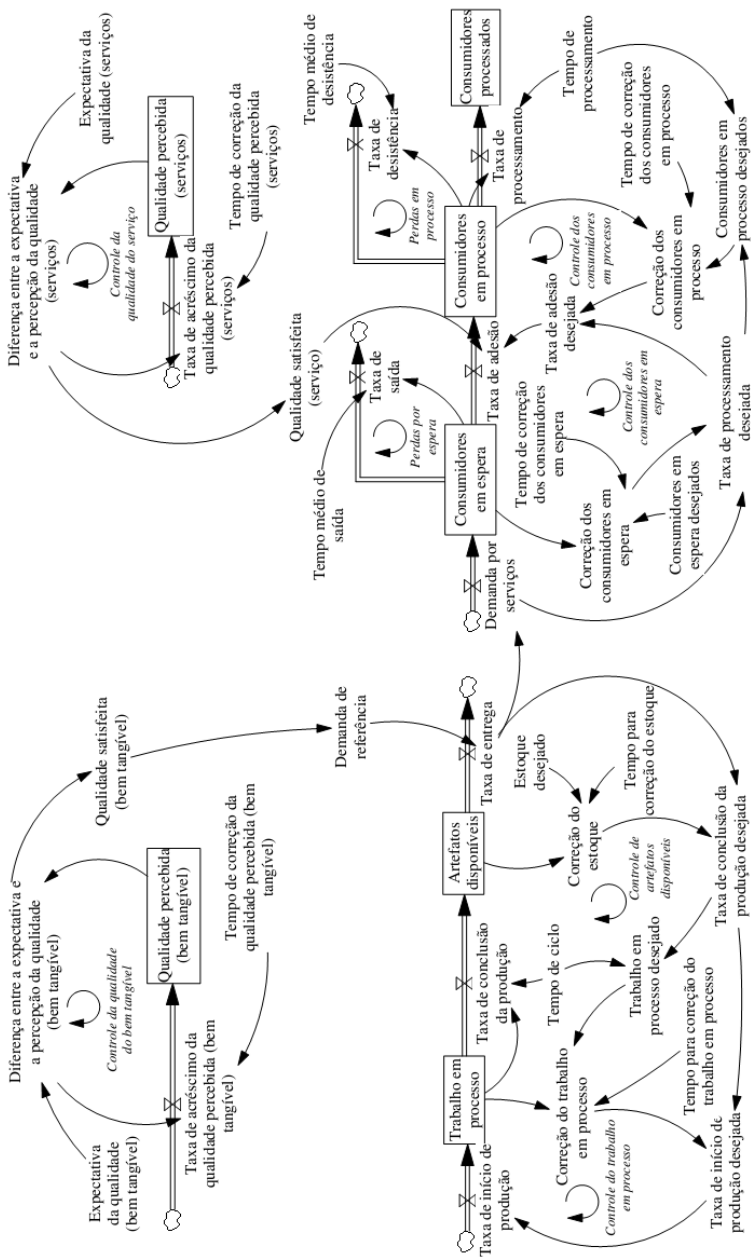 Diferença entre a expectativa e
a percepção da qualidade
(bem tangível)
Expectativa
da qualidade
(bem tangível)
Controle da qualidade
do bem tangível
Qualidade percebida
(bem tangível)
Taxa de acréscimo da
qualidade percebida (bem
tangível)
Tempo de correção da
qualidade percebida (bem
tangível)
Qualidade satisfeita
(bem tangível)
Demanda de
referência
Diferença entre a expectativa
e a percepção da qualidade
(serviços)
Expectativa da
qualidade (serviços)
Controle da
qualidade do serviço
Qualidade percebida
(serviços)
Taxa de acréscimo da
qualidade percebida
(serviços)
Tempo de correção da
qualidade percebida
(serviços)
Qualidade satisfeita
(serviço)
Taxa de início de
produção
Trabalho em
processo
Taxa de conclusão
da produção
Artefatos
disponíveis
Taxa de entrega
Estoque
desejado
Tempo para
correção do estoque
Correção do
estoque
Controle de
artefatos
disponíveis
Tempo de ciclo
Trabalho em
processo desejado
Correção do trabalho
em processo
Controle do trabalho
em processo
Tempo para correção do
trabalho em processo
Taxa de início de
produção desejada
Taxa de conclusão da
produção desejada
Tempo médio de
saída
Taxa de
saída
Perdas por
espera
Demanda por
serviços
Consumidores
em espera
Taxa de adesão
Consumidores
em processo
Tempo médio de
desistência
Taxa de
desistência
Perdas em
processo
Taxa de
processamento
Consumidores
processados
Tempo de
processamento
Tempo de correção
dos consumidores
em espera
Taxa de adesão
desejada
Controle dos
consumidores
em processo
Tempo de correção
dos consumidores
em processo
Correção dos
consumidores em
espera
Controle dos
consumidores em
espera
Consumidores em
espera desejados
Correção dos
consumidores em
processo
Consumidores em
processo desejados
Taxa de processamento
desejada